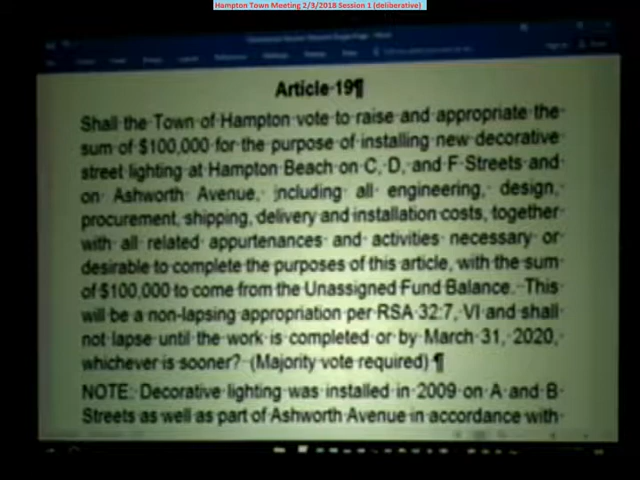 Hampton Town Meeting 2/3/2018 Session 1 (deliberative)
Article 19¶
Shall the Town of Hampton vote to raise and appropriate the
sum of $100,000 for the purpose of installing new decorative
street lighting at Hampton Beach on C, D, and F Streets and
on Ashworth Avenue, including all engineering, design,
procurement, shipping, delivery and installation costs, together
with all related appurtenances and activities necessary or
desirable to complete the purposes of this article, with the sum
of $100,000 to come from the Unassigned Fund Balance. This
will be a non-lapsing appropriation per RSA 32:7, VI and shall
not lapse until the work is completed or by March 31, 2020,
whichever is sooner? (Majority vote required) ¶
NOTE: Decorative lighting was installed in 2009 on A and B
Streets as well as part of Ashworth Avenue in accordance with